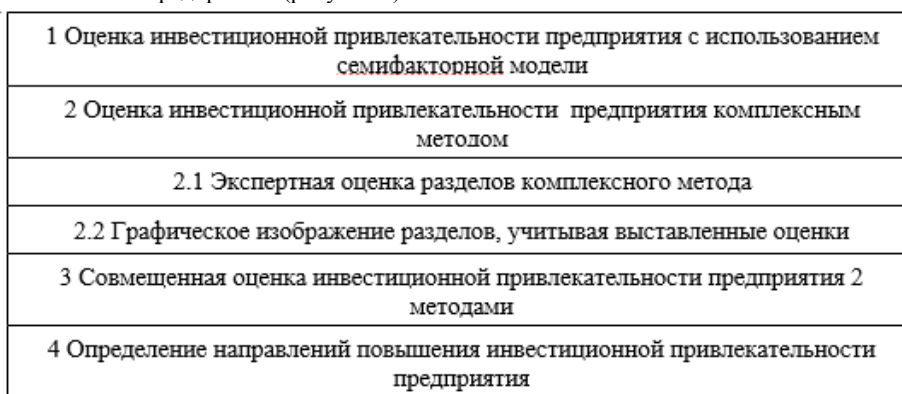 1 Оценка инвестиционной привлекательности предприятия с использованием
семифакторной модели
2 Оценка инвестиционной привлекательности предприятия комплексным
методом
2.1 Экспертная оценка разделов комплексного метода
2.2 Графическое изображение разделов, учитывая выставленные оценки
3 Совмещенная оценка инвестиционной привлекательности предприятия 2
методами
4 Определение направлений повышения инвестиционной привлекательности
предприятия